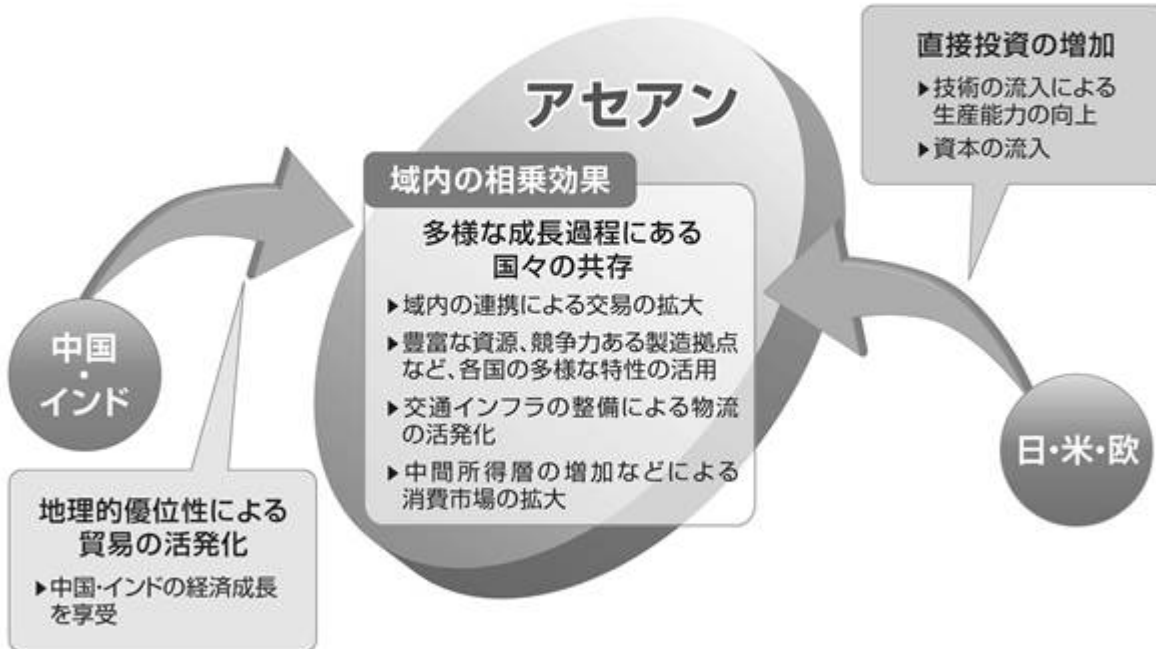 アセアン
域内の相乗効果
多様な成長過程にある
国々の共存
▶域内の連携による交易の拡大
▶豊富な資源、競争力ある製造拠点
など、各国の多様な特性の活用
▶交通インフラの整備による物流
の活発化
▶中間所得層の増加などによる
消費市場の拡大
中国
・
インド
地理的優位性による
貿易の活発化
▶中国・インドの経済成長
を享受
直接投資の増加
▶技術の流入による
生産能力の向上
▶資本の流入
日・米・欧